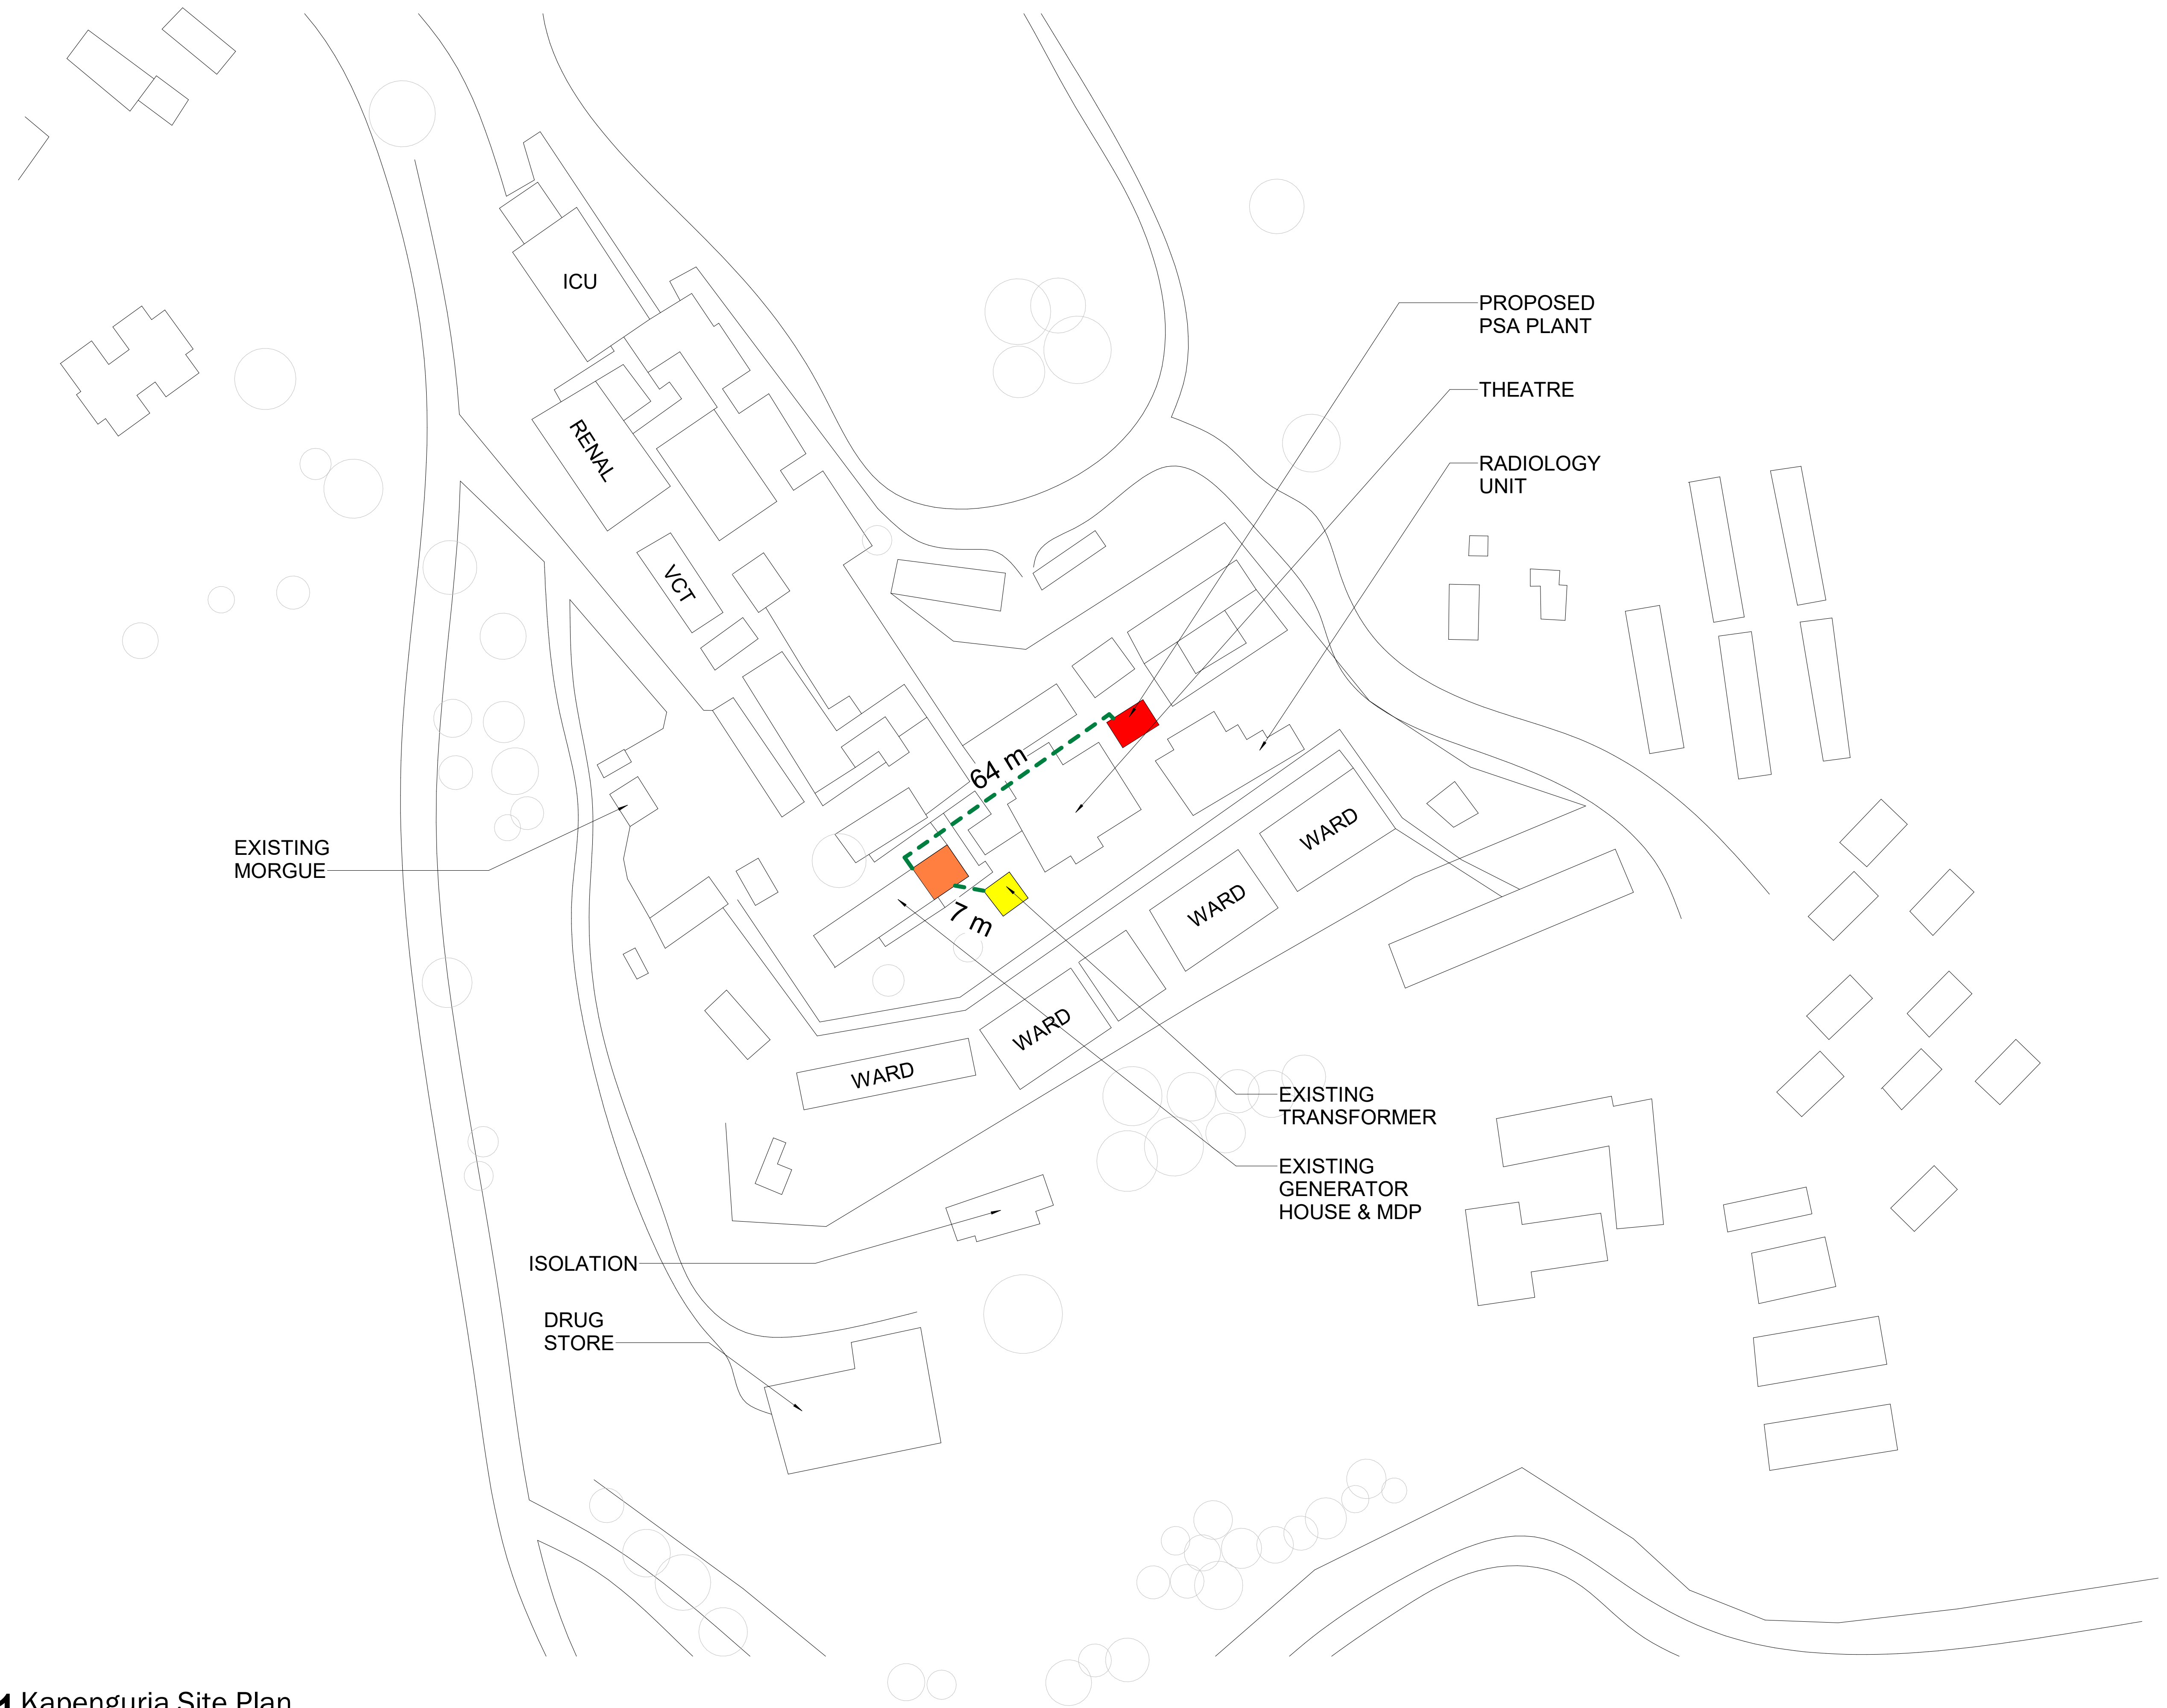 ICU
PROPOSED
PSA PLANT
THEATRE
RENAL
RADIOLOGY
UNIT
VCT
64 m
WARD
EXISTING
MORGUE
WARD
7 m
WARD
WARD
EXISTING
TRANSFORMER
EXISTING
GENERATOR
HOUSE & MDP
ISOLATION
DRUG
STORE
1 Kapenguria Site Plan